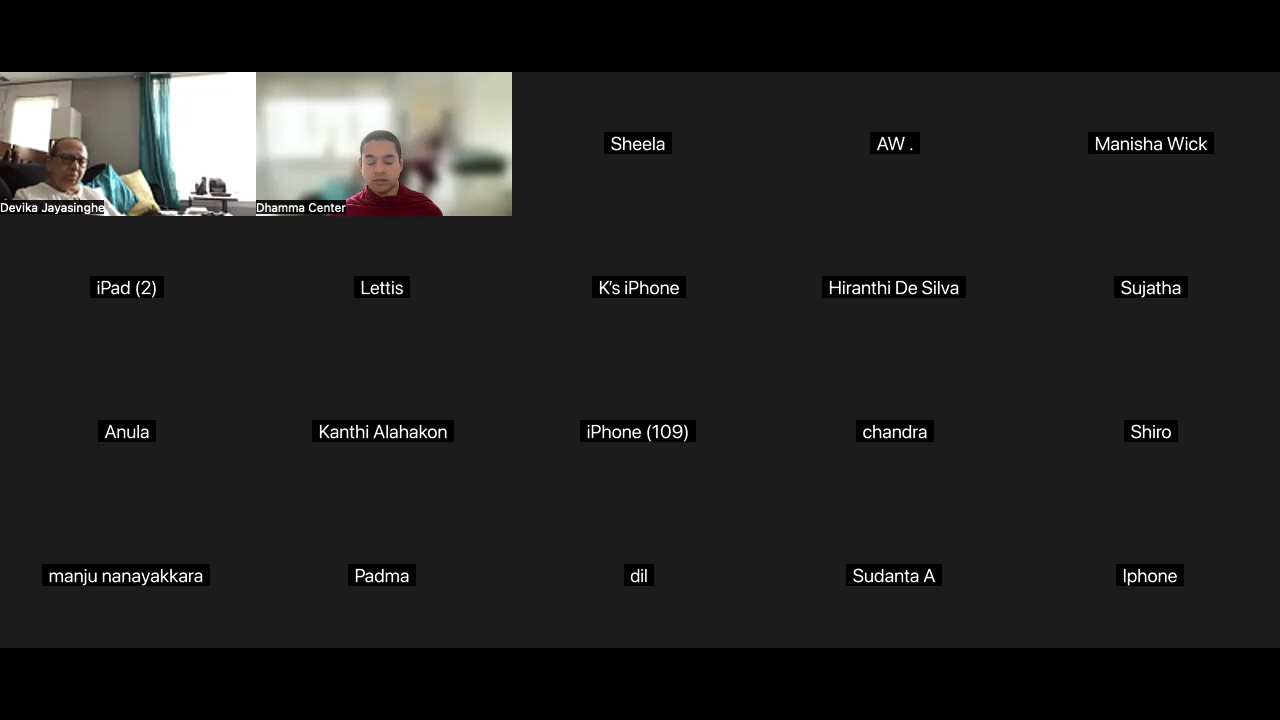 Devika Jayasinghe
Dhamma Center
Sheela
AW .
Manisha Wick
iPad (2)
Lettis
K's iPhone
Hiranthi De Silva
Sujatha
Anula
Kanthi Alahakon
iPhone (109)
chandra
Shiro
manju nanayakkara
Padma
dil
Sudanta A
Iphone